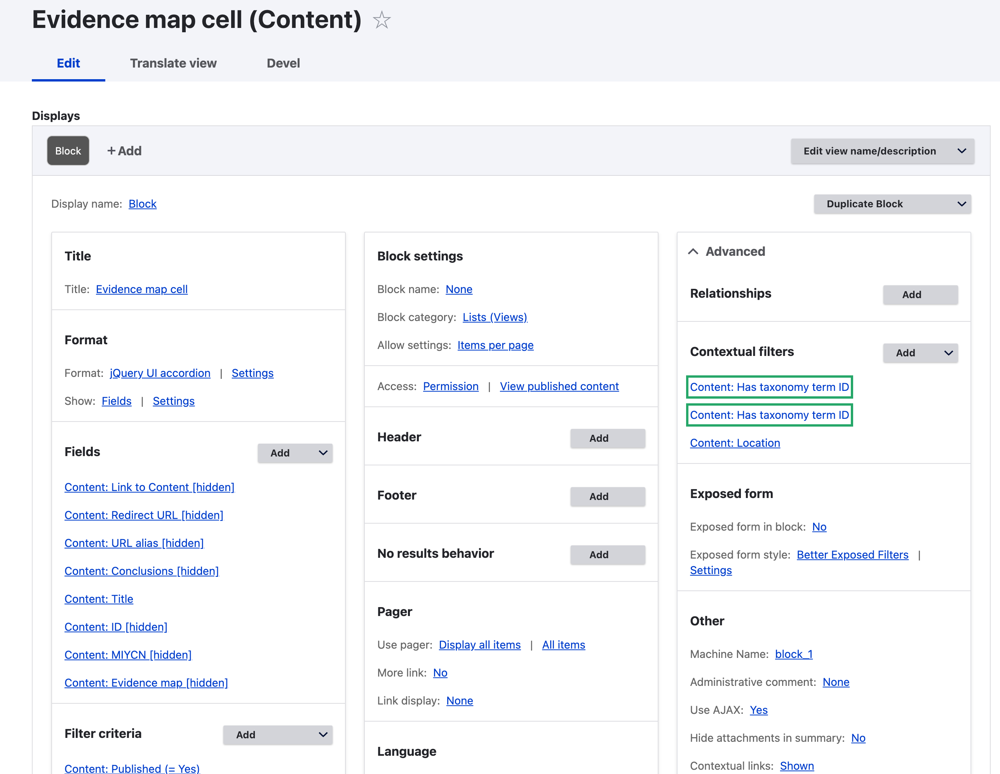 Evidence map cell (Content)
Edit
Translate view
Devel
Displays
Block
+ Add
Edit view name/description
Display name: Block
Duplicate Block
Title
Title: Evidence map cell
Format
Format: jQuery UI accordion | Settings
Show: Fields | Settings
Fields
Add
Content: Link to Content [hidden]
Content: Redirect URL [hidden]
Content: URL alias [hidden]
Content: Conclusions [hidden]
Content: Title
Content: ID [hidden]
Content: MIYCN [hidden]
Content: Evidence map [hidden]
Filter criteria
Add
Content: Published (= Yes)
Block settings
Block name: None
Block category: Lists (Views)
Allow settings: Items per page
Access: Permission | View published content
Header
Add
Footer
Add
No results behavior
Add
Pager
Use pager: Display all items | All items
More link: No
Link display: None
Language
Advanced
Relationships
Add
Contextual filters
Add
Content: Has taxonomy term ID
Content: Has taxonomy term ID
Content: Location
Exposed form
Exposed form in block: No
Exposed form style: Better Exposed Filters |
Settings
Other
Machine Name: block_1
Administrative comment: None
Use AJAX: Yes
Hide attachments in summary: No
Contextual links: Shown